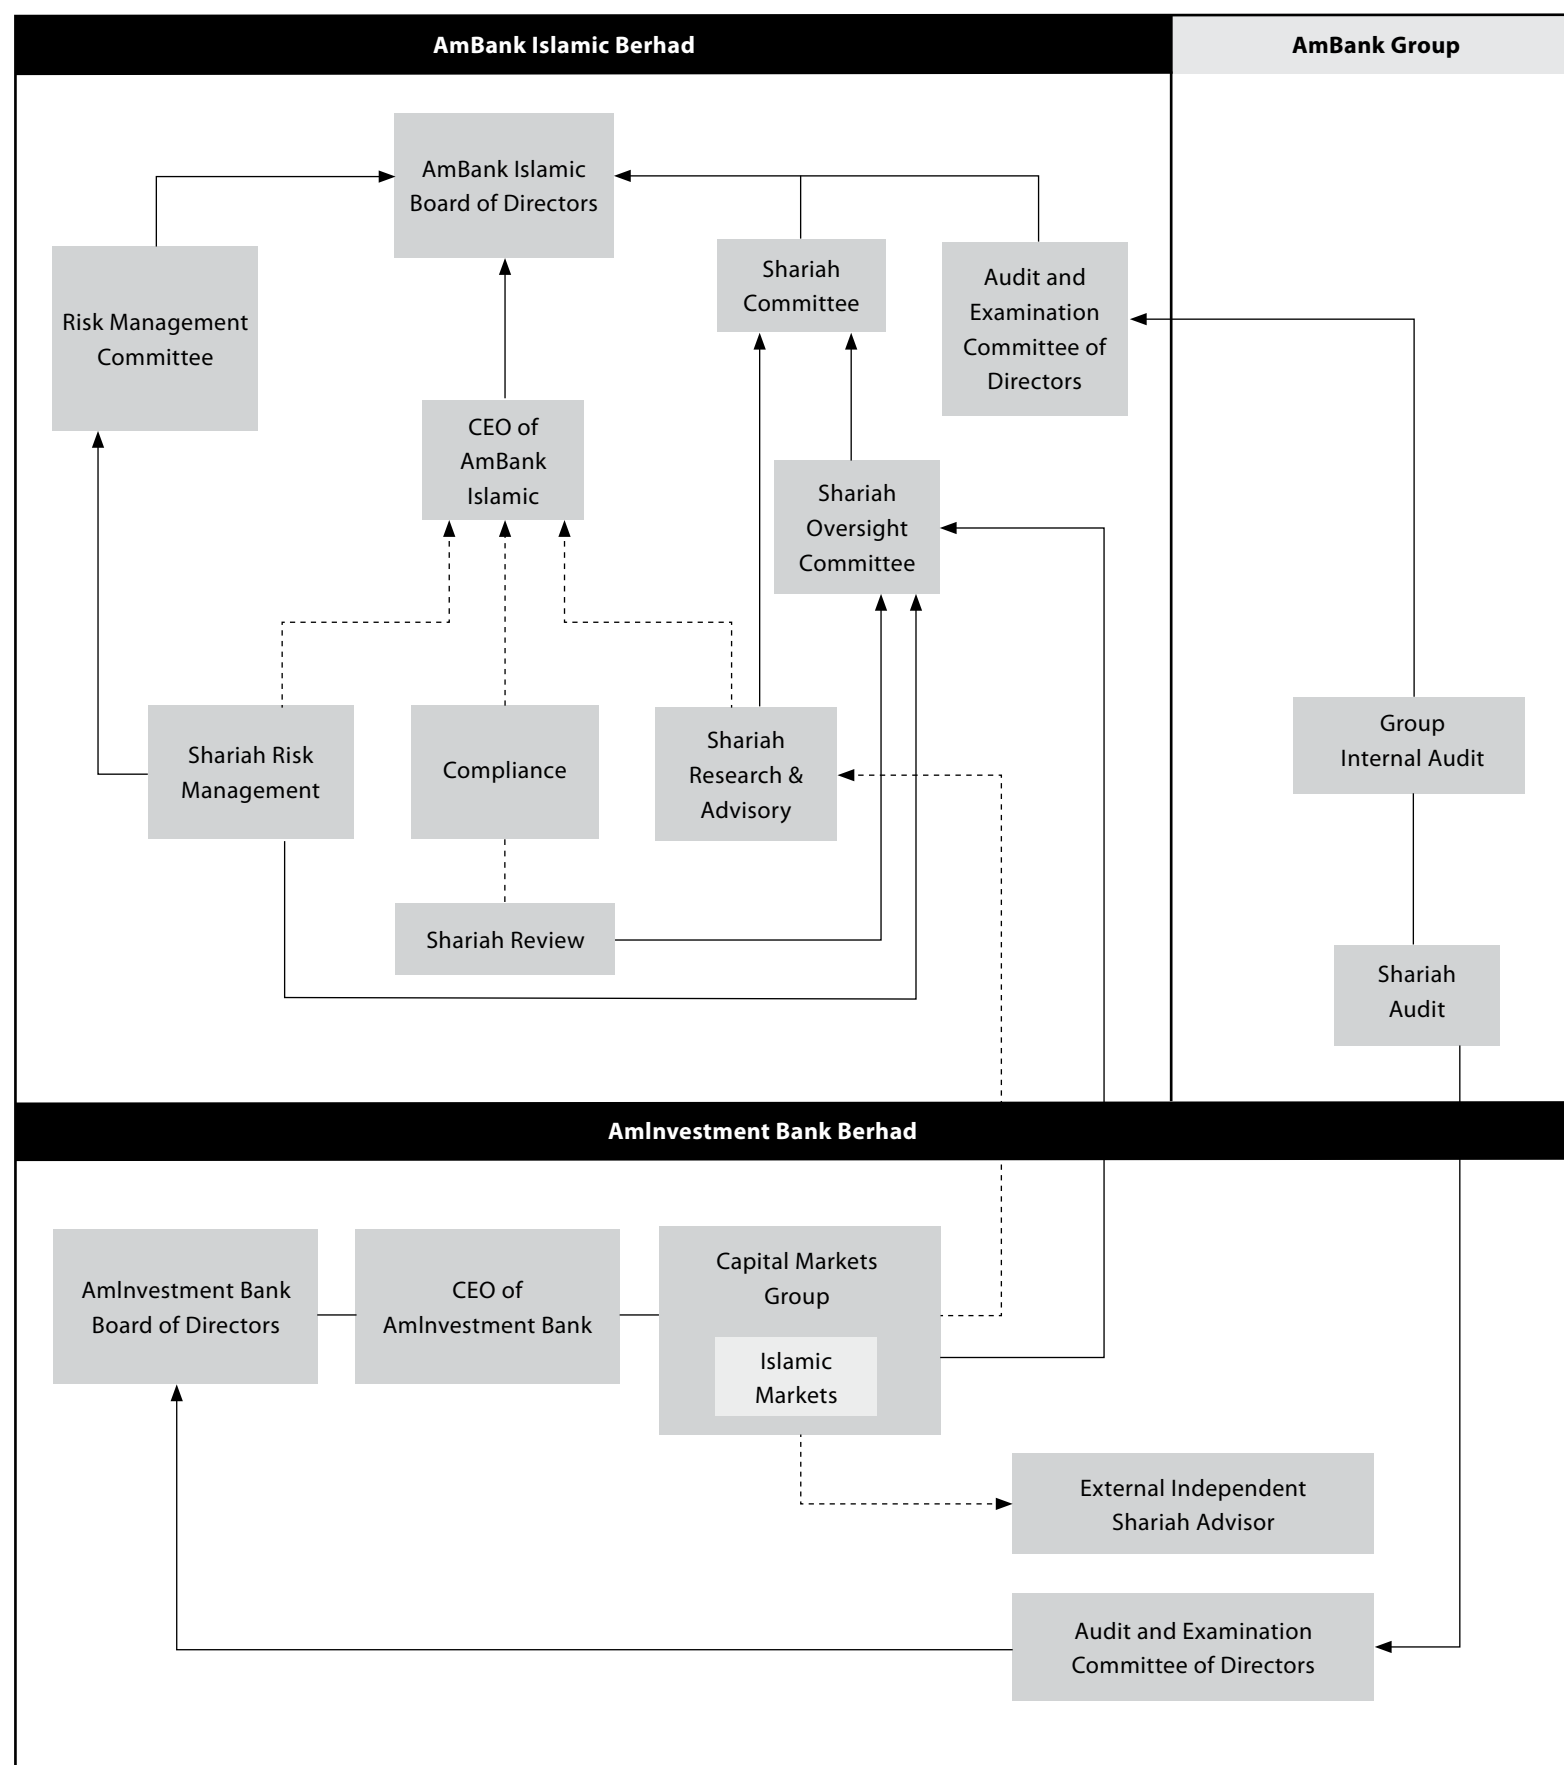 AmBank Islamic Berhad
AmBank Group
AmBank Islamic
Board of Directors
Risk Management
Committee
Shariah
Committee
Audit and
Examination
Committee of
Directors
CEO of
AmBank
Islamic
Shariah
Oversight
Committee
Shariah Risk
Management
Compliance
Shariah
Research &
Advisory
Group
Internal Audit
Shariah Review
Shariah
Audit
AmInvestment Bank Berhad
AmInvestment Bank
Board of Directors
CEO of
AmInvestment Bank
Capital Markets
Group
Islamic
Markets
External Independent
Shariah Advisor
Audit and Examination
Committee of Directors